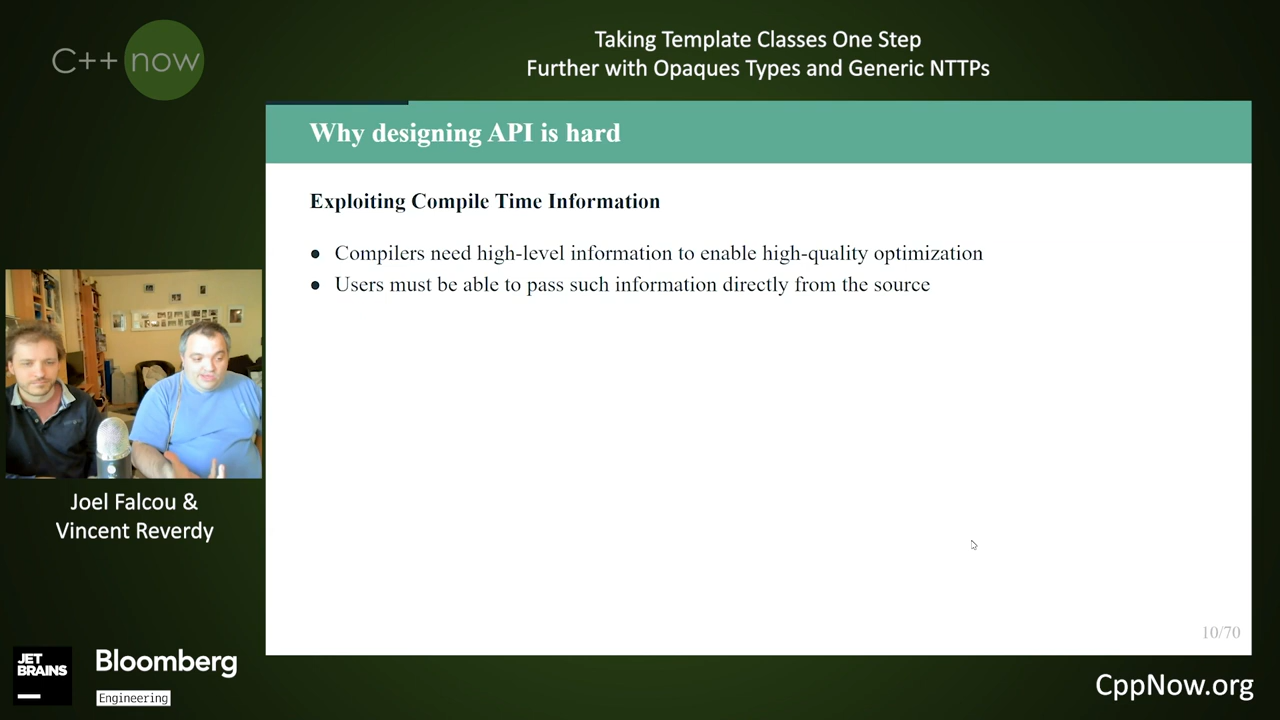 C++ now
Taking Template Classes One Step
Further with Opaques Types and Generic NTTPs
Why designing API is hard
Exploiting Compile Time Information
● Compilers need high-level information to enable high-quality optimization
● Users must be able to pass such information directly from the source
Joel Falcou &
Vincent Reverdy
10/70
JET
BRAINS
Bloomberg
Engineering
CppNow.org